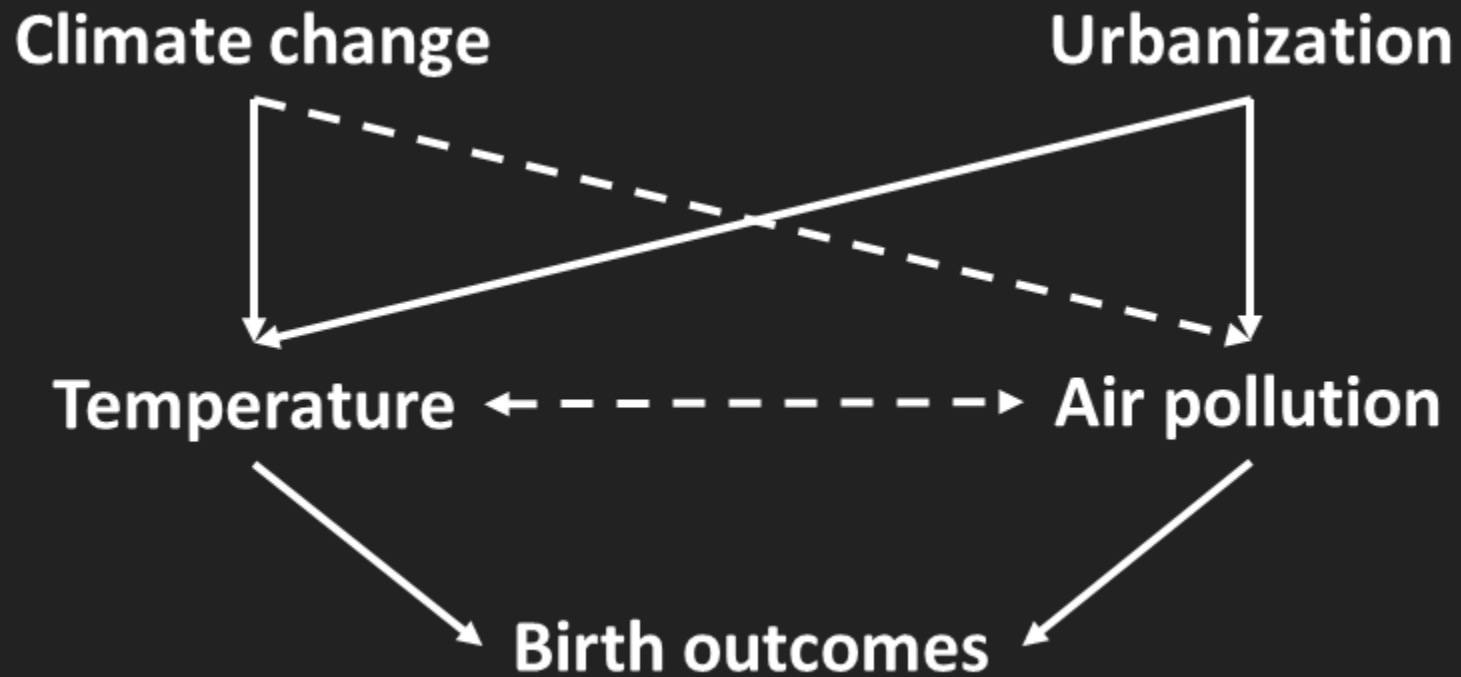 Climate change
Urbanization
Temperature
Air pollution
Birth outcomes